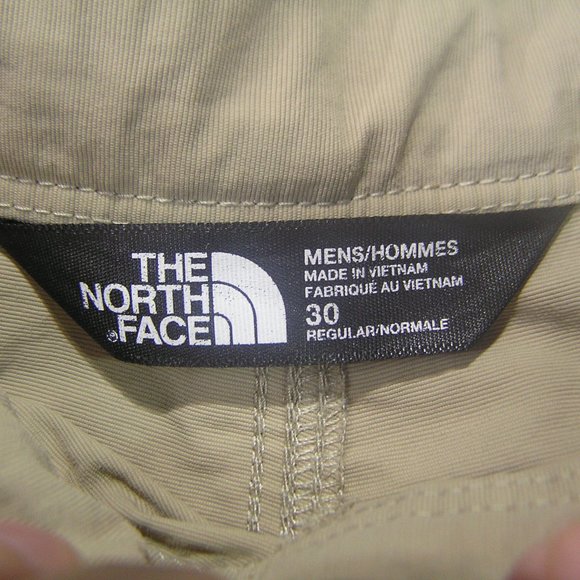 THE
NORTH
FACE
MENS/HOMMES
MADE IN VIETNAM
FABRIQUÉ AU VIETNAM
30
REGULAR/NORMALE